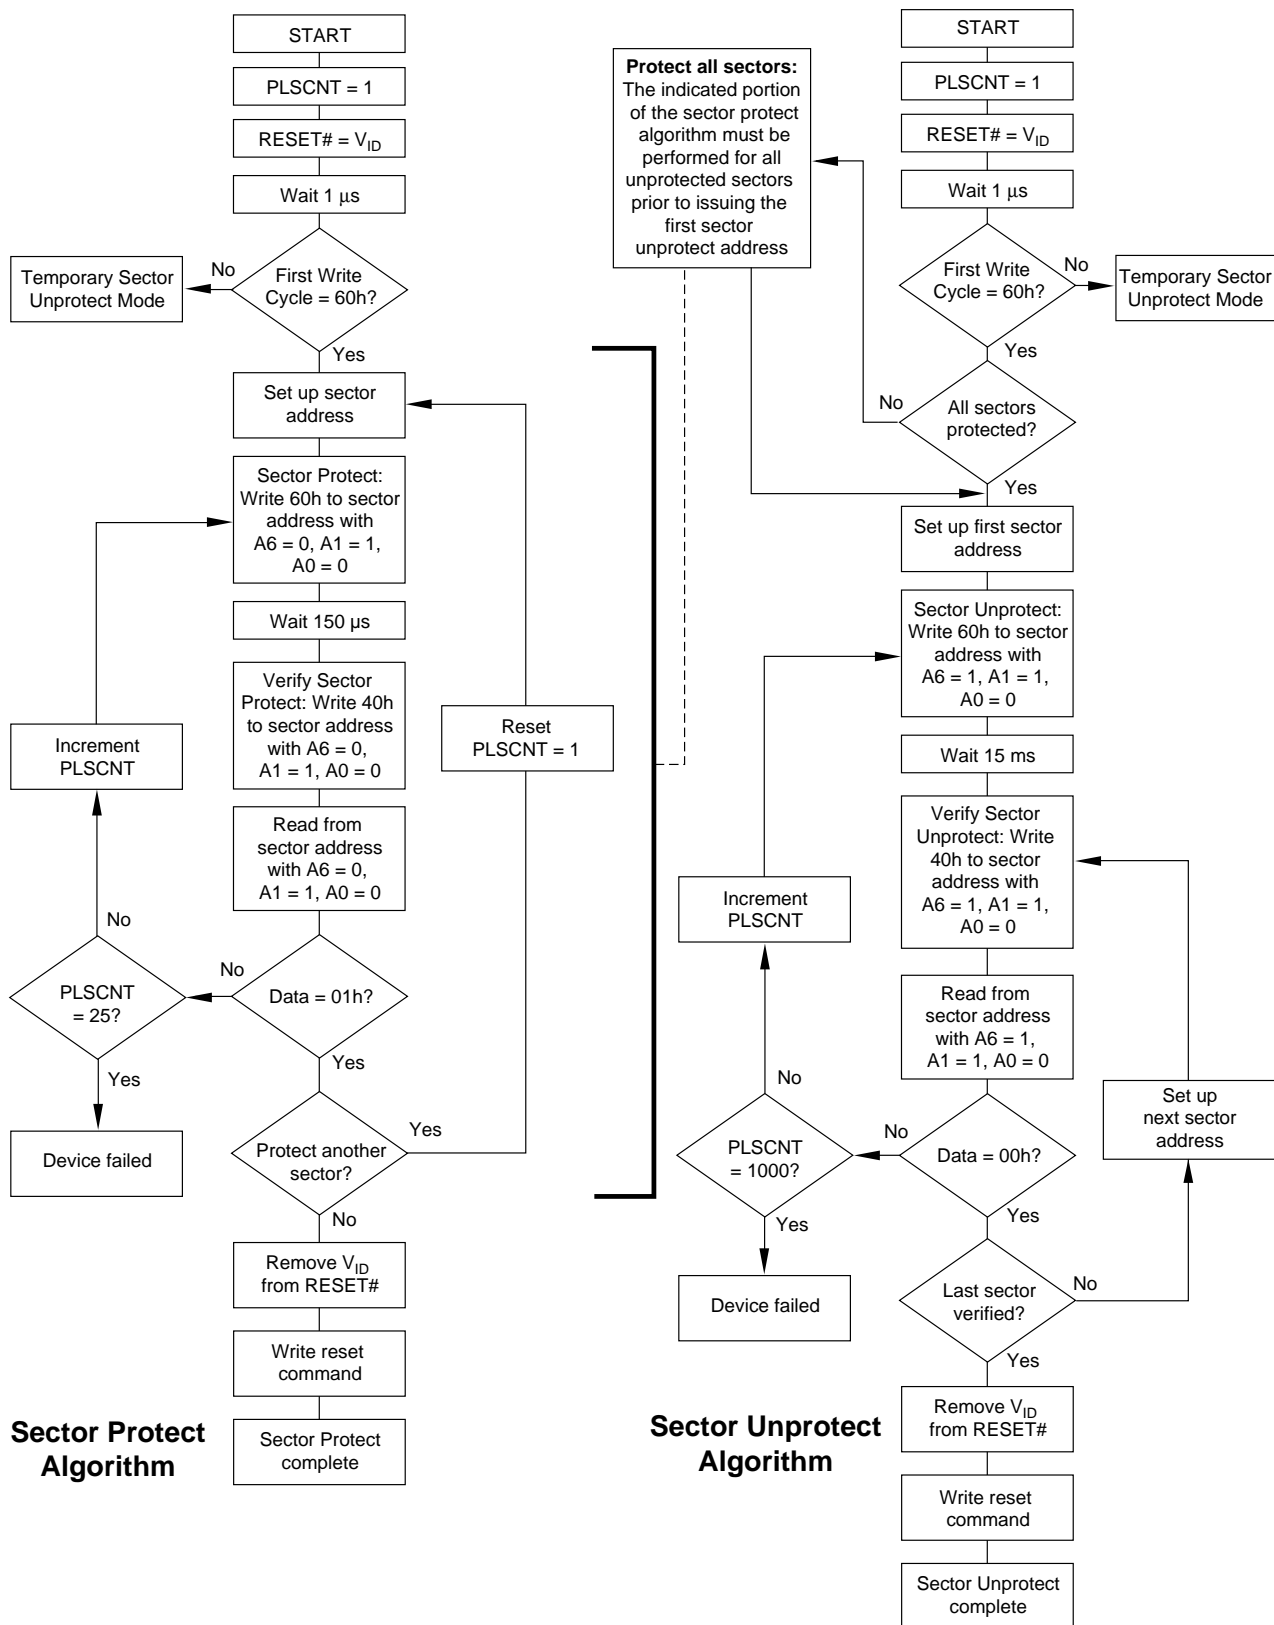 START
PLSCNT = 1
RESET# = VID
Wait 1 μs
First Write
Cycle = 60h?
No
Temporary Sector
Unprotect Mode
Yes
Set up sector
address
Sector Protect:
Write 60h to sector
address with
A6 = 0, A1 = 1,
A0 = 0
Wait 150 µs
Verify Sector
Protect: Write 40h
to sector address
with A6 = 0,
A1 = 1, A0 = 0
Reset
PLSCNT = 1
Increment
PLSCNT
Read from
sector address
with A6 = 0,
A1 = 1, A0 = 0
No
PLSCNT
= 25?
No
Data = 01h?
Yes
Yes
Device failed
Protect another
sector?
Yes
No
Remove VID
from RESET#
Write reset
command
Sector Protect
complete
Sector Protect
Algorithm
Protect all sectors:
The indicated portion
of the sector protect
algorithm must be
performed for all
unprotected sectors
prior to issuing the
first sector
unprotect address
START
PLSCNT = 1
RESET# = VID
Wait 1 μs
First Write
Cycle = 60h?
No
Temporary Sector
Unprotect Mode
Yes
No
All sectors
protected?
Yes
Set up first sector
address
Sector Unprotect:
Write 60h to sector
address with
A6 = 1, A1 = 1,
A0 = 0
Wait 15 ms
Verify Sector
Unprotect: Write
40h to sector
address with
A6 = 1, A1 = 1,
A0 = 0
Increment
PLSCNT
Read from
sector address
with A6 = 1,
A1 = 1, A0 = 0
No
PLSCNT
= 1000?
No
Data = 00h?
Set up
next sector
address
Yes
Yes
Device failed
Last sector
verified?
No
Yes
Remove VID
from RESET#
Write reset
command
Sector Unprotect
complete
Sector Unprotect
Algorithm